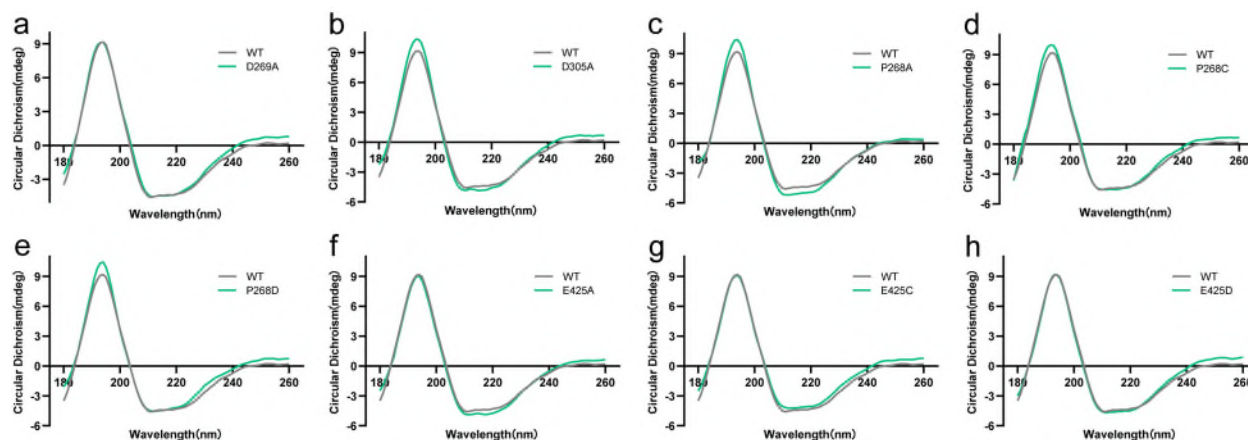 a
Circular Dichroism(mdeg)
9
6
3
0
-3
180
200
220
240
260
WT
D269A
Wavelength(nm)
b
Circular Dichroism(mdeg)
9
6
3
0
-3
-6
180
200
220
240
260
WT
D305A
Wavelength(nm)
c
Circular Dichroism(mdeg)
9
6
3
0
-3
-6
180
200
220
240
260
WT
P268A
Wavelength(nm)
d
Circular Dichroism(mdeg)
9
6
3
0
-3
-6
180
200
220
240
260
WT
P268C
Wavelength(nm)
e
Circular Dichroism(mdeg)
9
6
3
0
-3
-6
180
200
220
240
260
WT
P268D
Wavelength(nm)
f
Circular Dichroism(mdeg)
9
6
3
0
-3
-6
180
200
220
240
260
WT
E425A
Wavelength(nm)
g
Circular Dichroism(mdeg)
9
6
3
0
-3
-6
180
200
220
240
260
WT
E425C
Wavelength(nm)
h
Circular Dichroism(mdeg)
9
6
3
0
-3
-6
180
200
220
240
260
WT
E425D
Wavelength(nm)